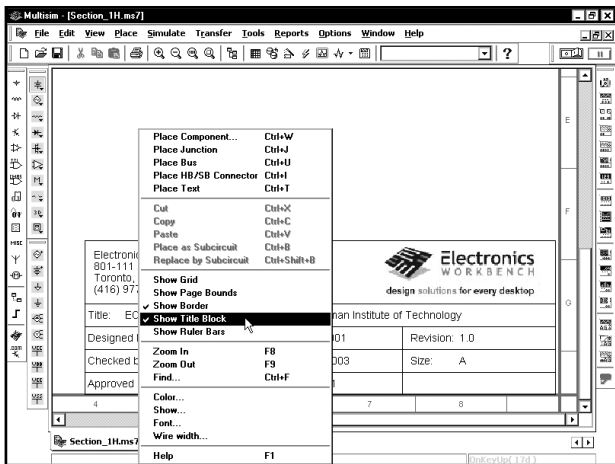 Multisim - [Section_1H.ms7]
File Edit View Place Simulate Transfer Tools Reports Options Window Help
?
E
Place Component... Ctrl+W
Place Junction Ctrl+J
Place Bus Ctrl+U
Place HB/SB Connector Ctrl+I
Place Text Ctrl+T
Cut Ctrl+X
Copy Ctrl+C
Paste Ctrl+V
Place as Subcircuit Ctrl+B
Replace by Subcircuit Ctrl+Shift+B
F
MISC
Show Grid
Show Page Bounds
Show Border
Show Title Block
Show Ruler Bars
Zoom In F8
Zoom Out F9
Find... Ctrl+F
Color...
Show...
Font...
Wire width...
Help F1
Electronic
801-111
Toronto,
(416) 977
Electronics
WORKBENCH
design solutions for every desktop
G
Title: EC man Institute of Technology
Designed 01 Revision: 1.0
Checked b 003 Size: A
Approved
4 7 8
Section_1H.ms7
OnKeyUp( 17d )